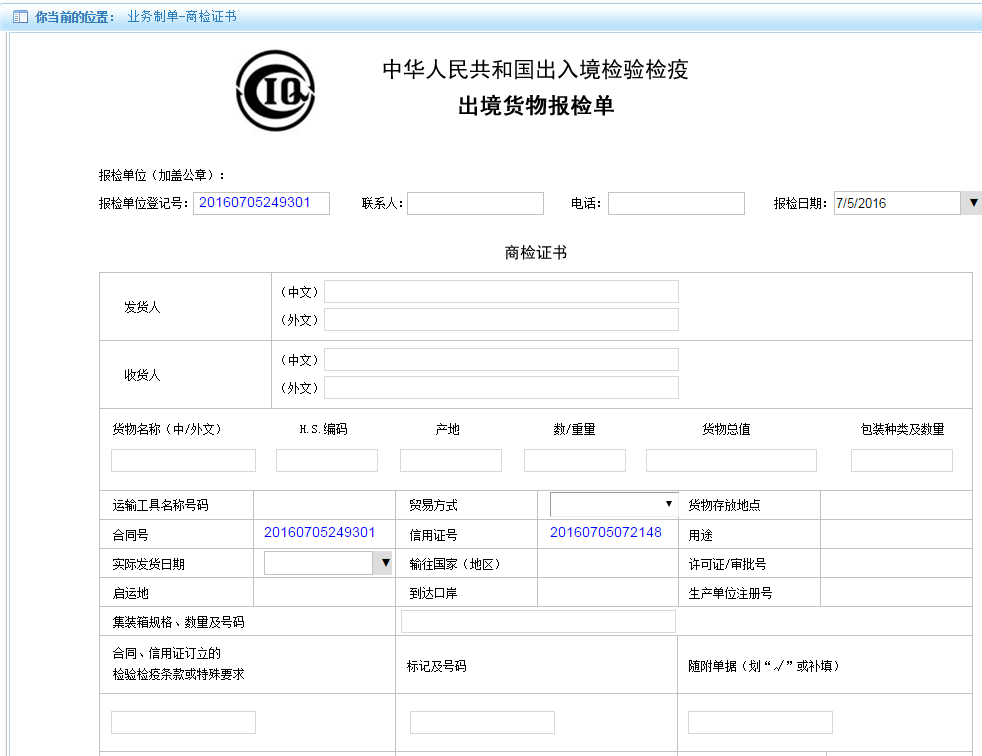 你当前的位置： 业务制单-商检证书
CIQ
中华人民共和国出入境检验检疫
出境货物报检单
报检单位（加盖公章）:
报检单位登记号: 20160705249301 联系人: 电话: 报检日期: 7/5/2016
商检证书
发货人
（中文）
（外文）
收货人
（中文）
（外文）
货物名称（中/外文） H.S.编码 产地 数/重量 货物总值 包装种类及数量
运输工具名称号码 贸易方式 货物存放地点
合同号 20160705249301 信用证号 20160705072148 用途
实际发货日期 输往国家（地区） 许可证/审批号
启运地 到达口岸 生产单位注册号
集装箱规格、数量及号码
合同、信用证订立的
检验检疫条款或特殊要求
标记及号码
随附单据（划“√”或补填）